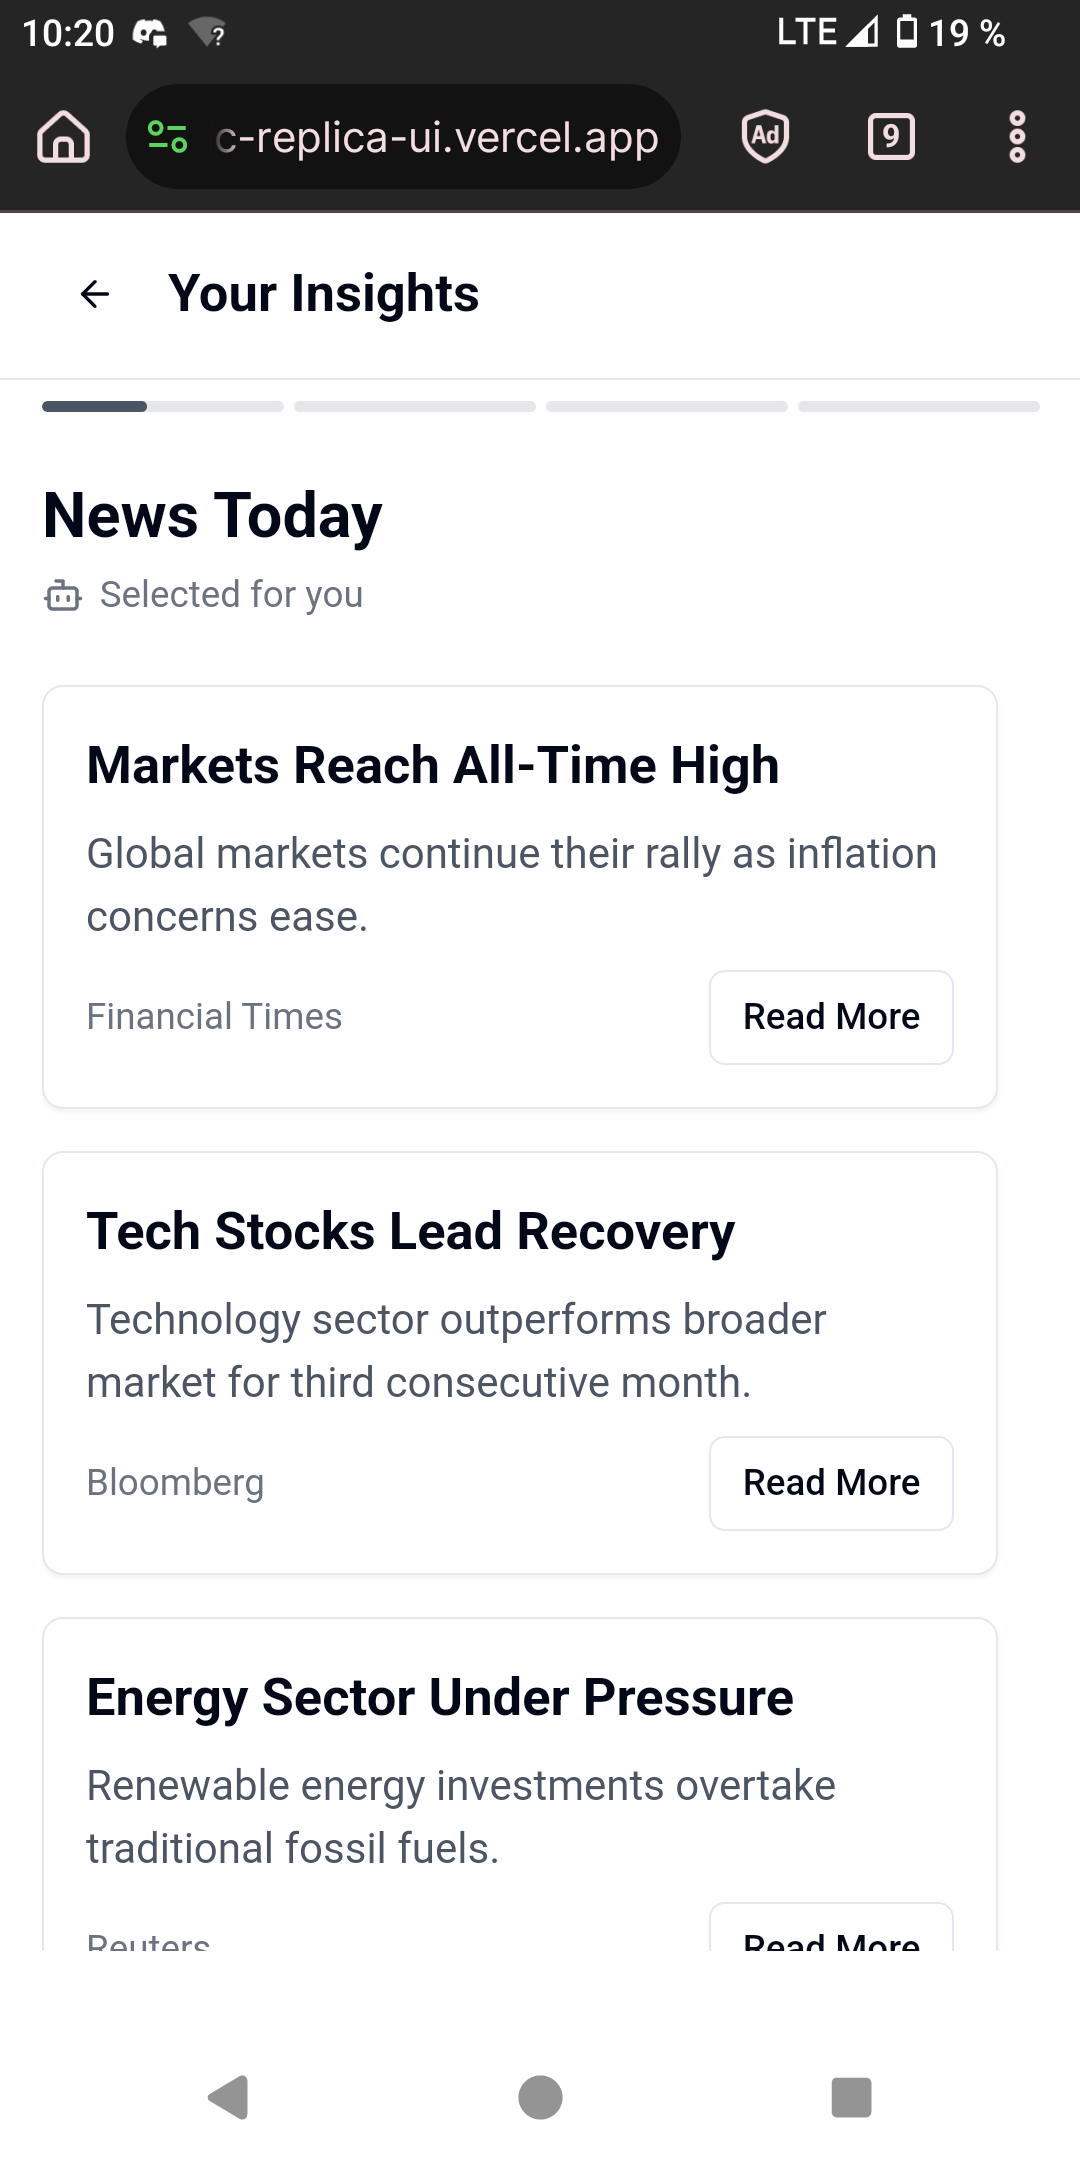 10:20
LTE 19 %
c-replica-ui.vercel.app
Ad
9
Your Insights
News Today
Selected for you
Markets Reach All-Time High
Global markets continue their rally as inflation
concerns ease.
Financial Times
Read More
Tech Stocks Lead Recovery
Technology sector outperforms broader
market for third consecutive month.
Bloomberg
Read More
Energy Sector Under Pressure
Renewable energy investments overtake
traditional fossil fuels.
Reuters
Read More